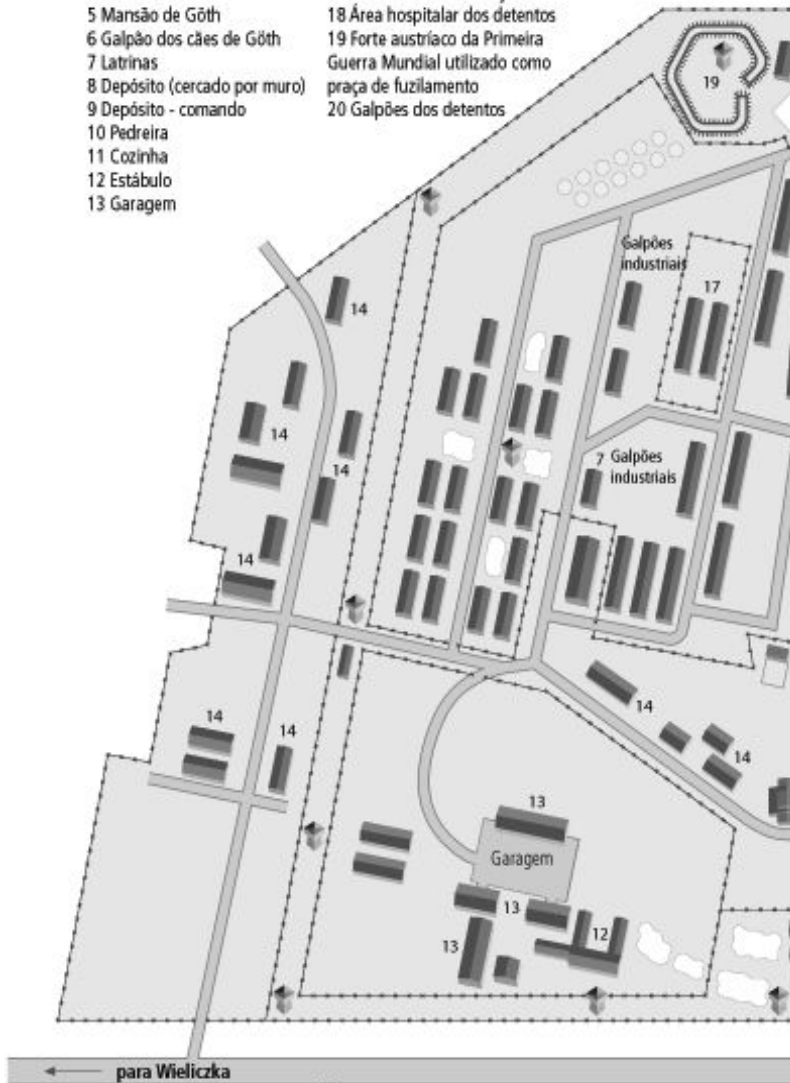 5 Mansão de Göth
6 Galpão dos cães de Göth
7 Latrinas
8 Depósito (cercado por muro)
9 Depósito - comando
10 Pedreira
11 Cozinha
12 Estábulo
13 Garagem
18 Área hospitalar dos detentos
19 Forte austríaco da Primeira
Guerra Mundial utilizado como
praça de fuzilamento
20 Galpões dos detentos
19
Galpões
industriais
17
14
14
14
7 Galpões
industriais
14
14
14
14
14
13
Garagem
13
13
12
para Wieliczka